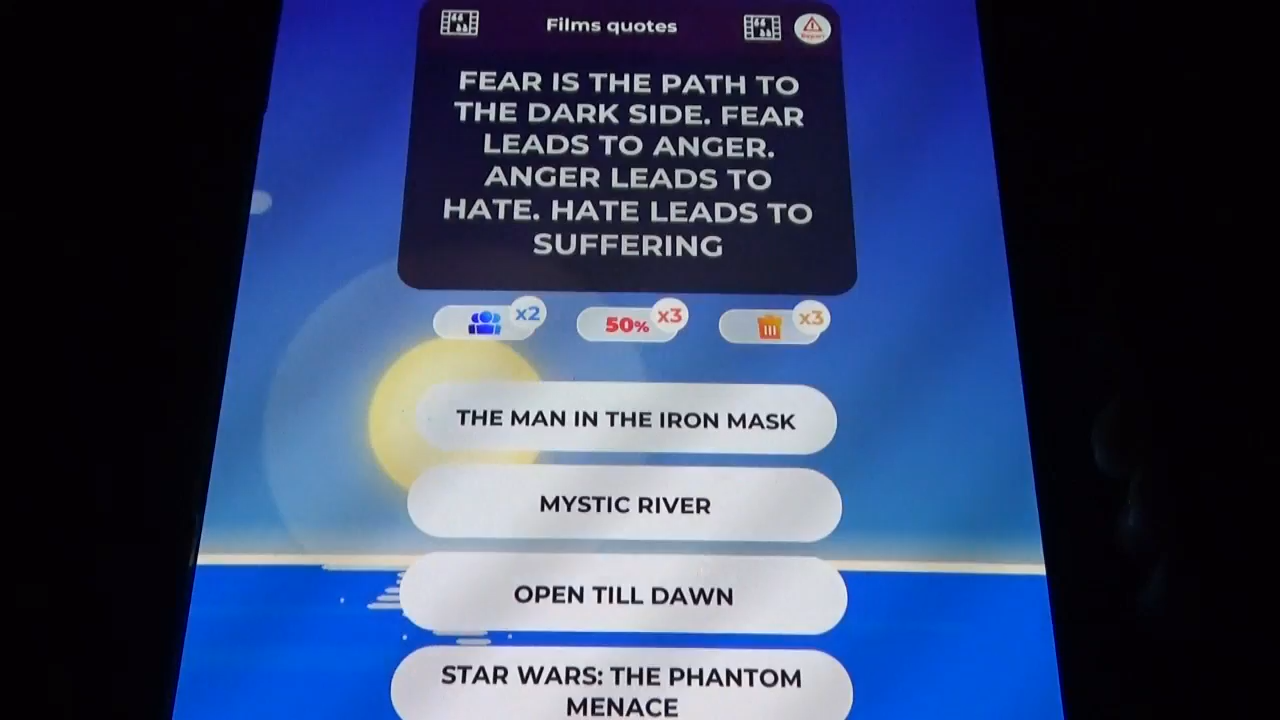 Films quotes
FEAR IS THE PATH TO
THE DARK SIDE. FEAR
LEADS TO ANGER.
ANGER LEADS TO
HATE. HATE LEADS TO
SUFFERING
x2
50% x3
x3
THE MAN IN THE IRON MASK
MYSTIC RIVER
OPEN TILL DAWN
STAR WARS: THE PHANTOM
MENACE